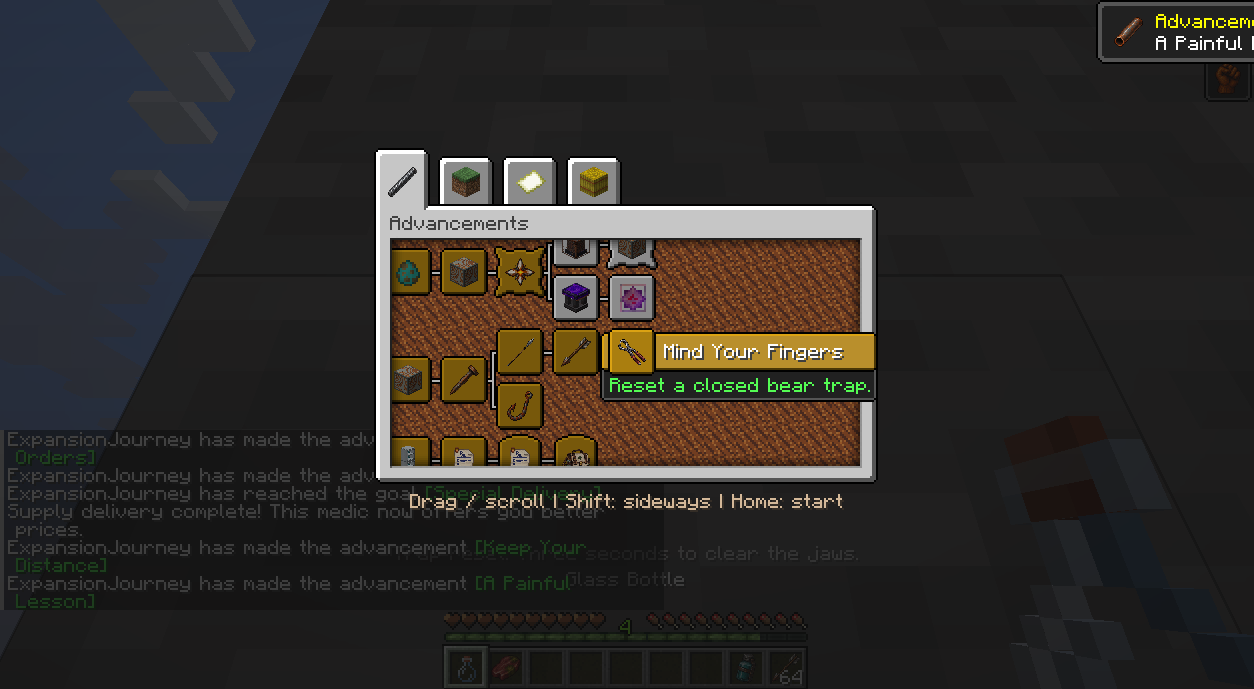 Advancem
A Painful
Advancements
Mind Your Fingers
Reset a closed bear trap.
ExpansionJourney has made the adv
Orders]
ExpansionJourney has made the adv
ExpansionJourney has reached the goal [Special Delivery]
Drag / scroll | Shift: sideways | Home: start
Supply delivery complete! This medic now offers you better
prices.
ExpansionJourney has made the advancement [Keep Your
Distance]
seconds to clear the jaws.
Glass Bottle
ExpansionJourney has made the advancement [A Painful
Lesson]
4
64